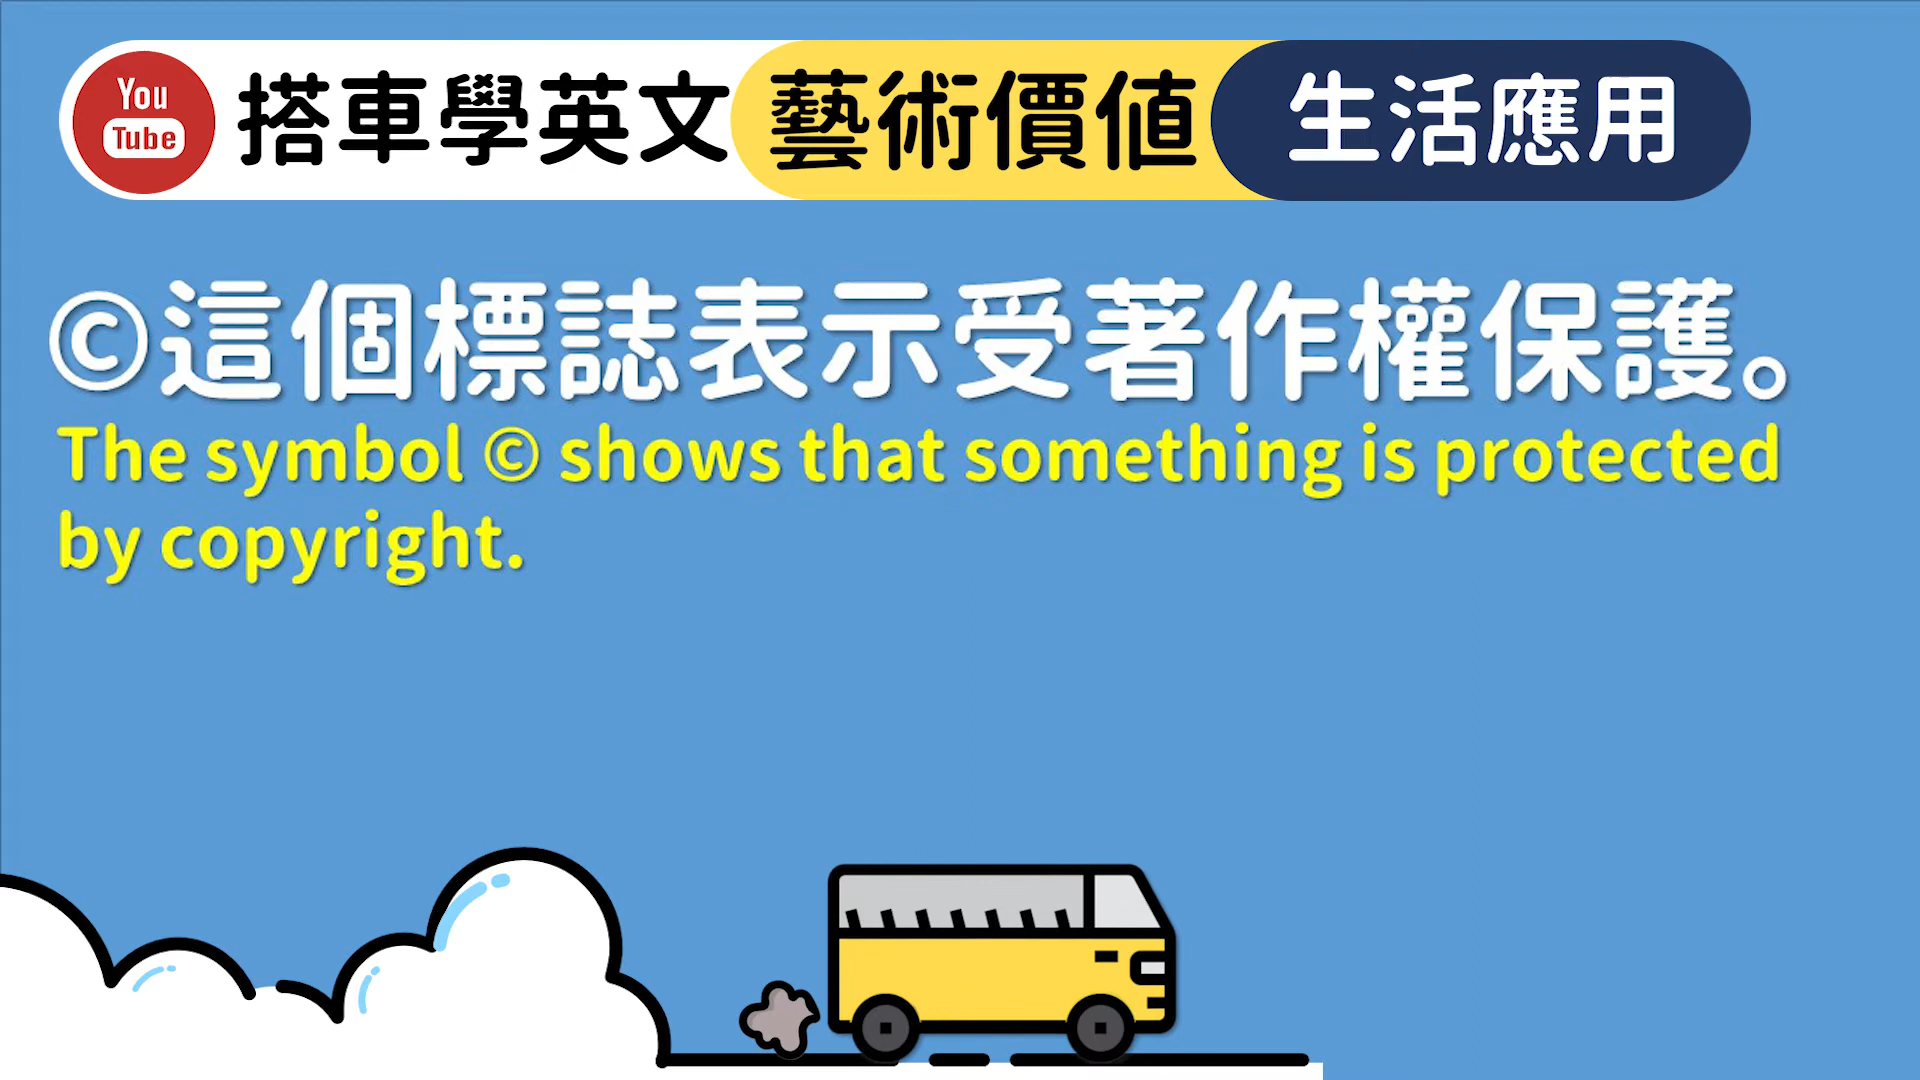 You
Tube
搭車學英文 藝術價值 生活應用
©這個標誌表示受著作權保護。
The symbol © shows that something is protected
by copyright.